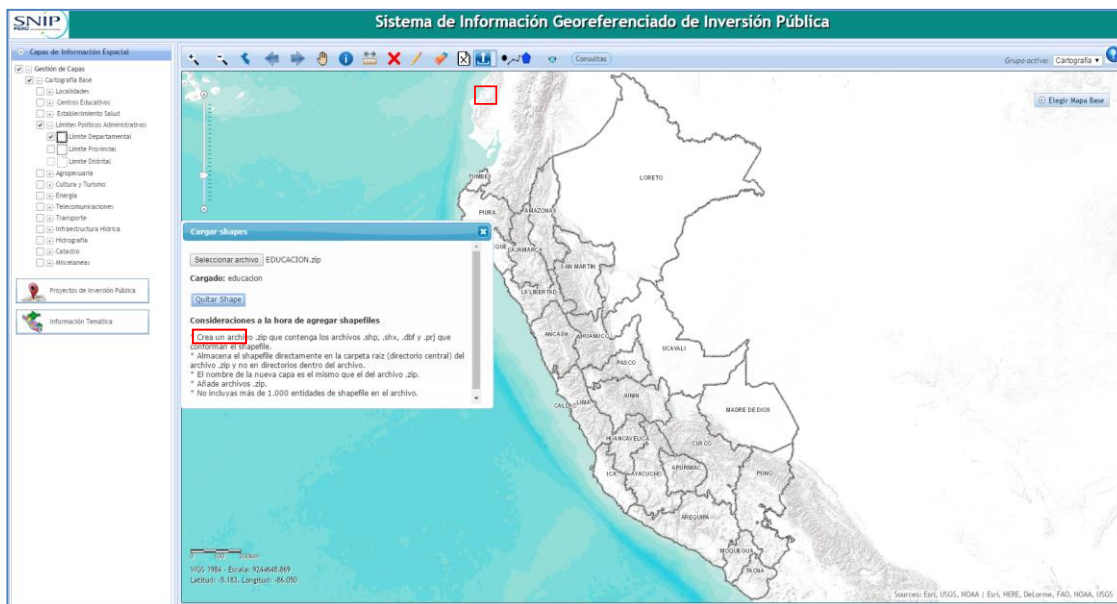 SNIP
PERU
Sistema de Información Georeferenciado de Inversión Pública
Capas de Información Espacial
Gestión de Capas
Cartografía Base
Localidades
Centros Educativos
Establecimiento Salud
Límites Políticos Administrativos
Límite Departamental
Límite Provincial
Límite Distrital
Agropecuaria
Cultura y Turismo
Energía
Telecomunicaciones
Transporte
Infraestructura Hídrica
Hidrografía
Catastro
Misceláneas
Proyectos de Inversión Pública
Información Temática
Consultas
Grupo activo: Cartografía
Elegir Mapa Base
Cargar shapes
Seleccionar archivo EDUCACION.zip
Cargado: educacion
Quitar Shape
Consideraciones a la hora de agregar shapefiles
* Crea un archivo .zip que contenga los archivos .shp, .shx, .dbf y .prj que
conforman el shapefile.
* Almacena el shapefile directamente en la carpeta raíz (directorio central) del
archivo .zip y no en directorios dentro del archivo.
* El nombre de la nueva capa es el mismo que el del archivo .zip.
* Añade archivos .zip.
* No incluyas más de 1.000 entidades de shapefile en el archivo.
TUMBES
LORETO
PIURA
AMAZONAS
QUE
CAJAMARCA
SAN MARTIN
LA LIBERTAD
ANCASH
HUANUCO
UCAYALI
PASCO
JUNIN
CALLAO
LIMA
MADRE DE DIOS
HUANCAVELICA
CUSCO
ICA
AYACUCHO
APURIMAC
PUNO
AREQUIPA
MOQUEGUA
TACNA
0 100 200km
WGS 1984 - Escala: 9244648.869
Latitud: -5.183, Longitud: -86.050
Sources: Esri, USGS, NOAA | Esri, HERE, DeLorme, FAO, NOAA, USGS